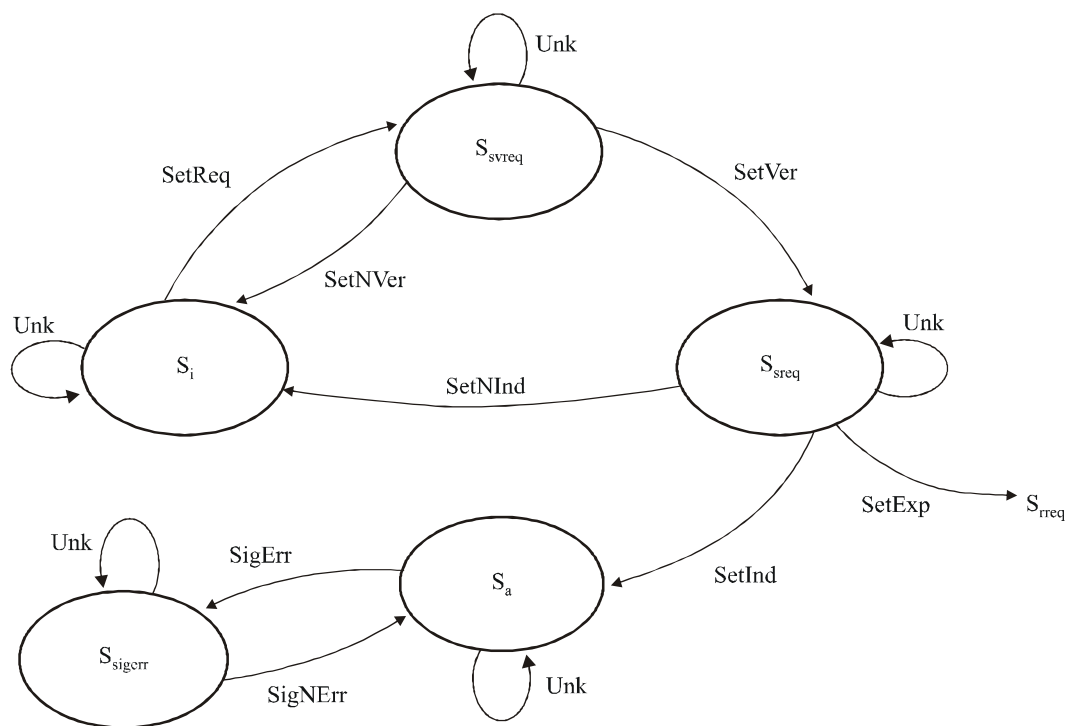 Unk
S_svreq
SetReq
SetVer
SetNVer
Unk
Unk
S_i
S_sreq
SetNInd
SetExp
S_rreq
Unk
SigErr
S_a
SetInd
S_sigerr
SigNErr
Unk